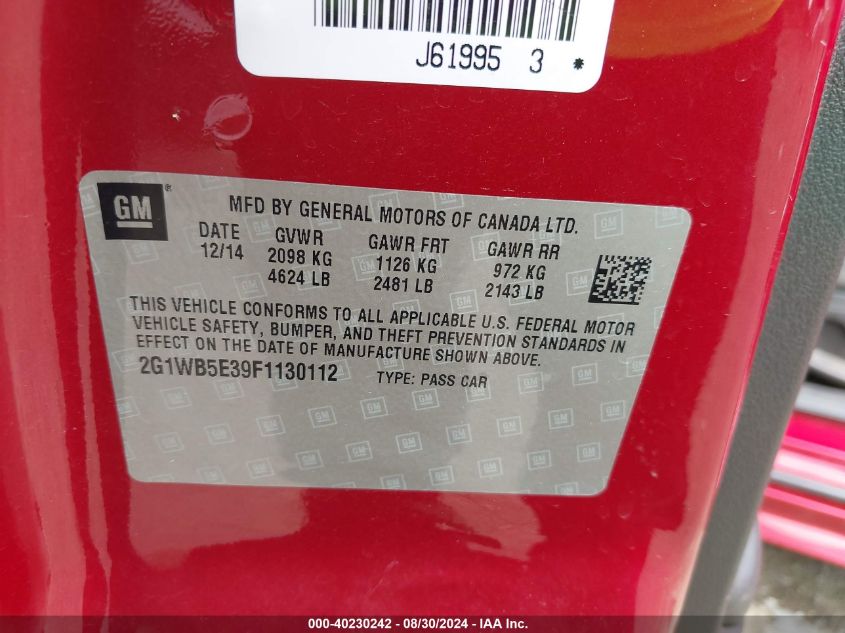 J61995 3 *
GM ® MFD BY GENERAL MOTORS OF CANADA LTD.
DATE GVWR GAWR FRT GAWR RR
12/14 2098 KG 1126 KG 972 KG
4624 LB 2481 LB 2143 LB
THIS VEHICLE CONFORMS TO ALL APPLICABLE U.S. FEDERAL MOTOR
VEHICLE SAFETY, BUMPER, AND THEFT PREVENTION STANDARDS IN
EFFECT ON THE DATE OF MANUFACTURE SHOWN ABOVE.
2G1WB5E39F1130112 TYPE: PASS CAR
000-40230242 - 08/30/2024 - IAA Inc.